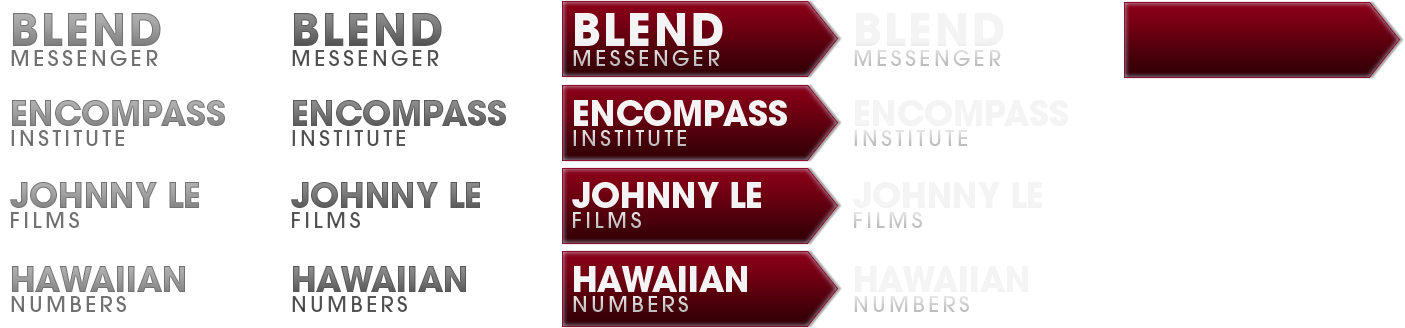 BLEND BLEND BLEND BLEND
MESSENGER MESSENGER MESSENGER MESSENGER
ENCOMPASS ENCOMPASS ENCOMPASS ENCOMPASS
INSTITUTE INSTITUTE INSTITUTE INSTITUTE
JOHNNY LE JOHNNY LE JOHNNY LE JOHNNY LE
FILMS FILMS FILMS FILMS
HAWAIIAN HAWAIIAN HAWAIIAN HAWAIIAN
NUMBERS NUMBERS NUMBERS NUMBERS